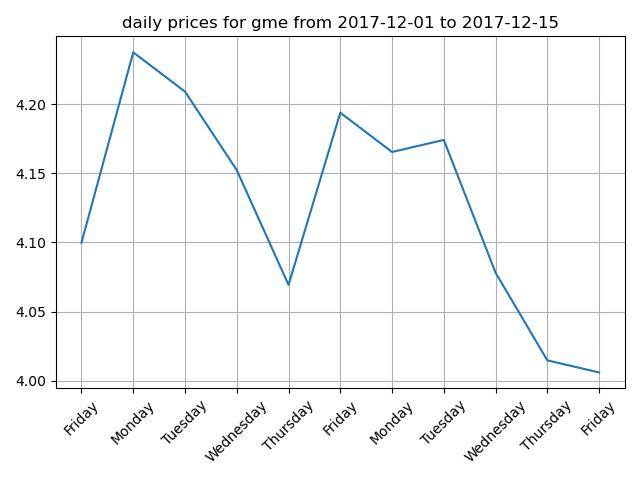 daily prices for gme from 2017-12-01 to 2017-12-15
4.20
4.15
4.10
4.05
4.00
Friday
Monday
Tuesday
Wednesday
Thursday
Friday
Monday
Tuesday
Wednesday
Thursday
Friday